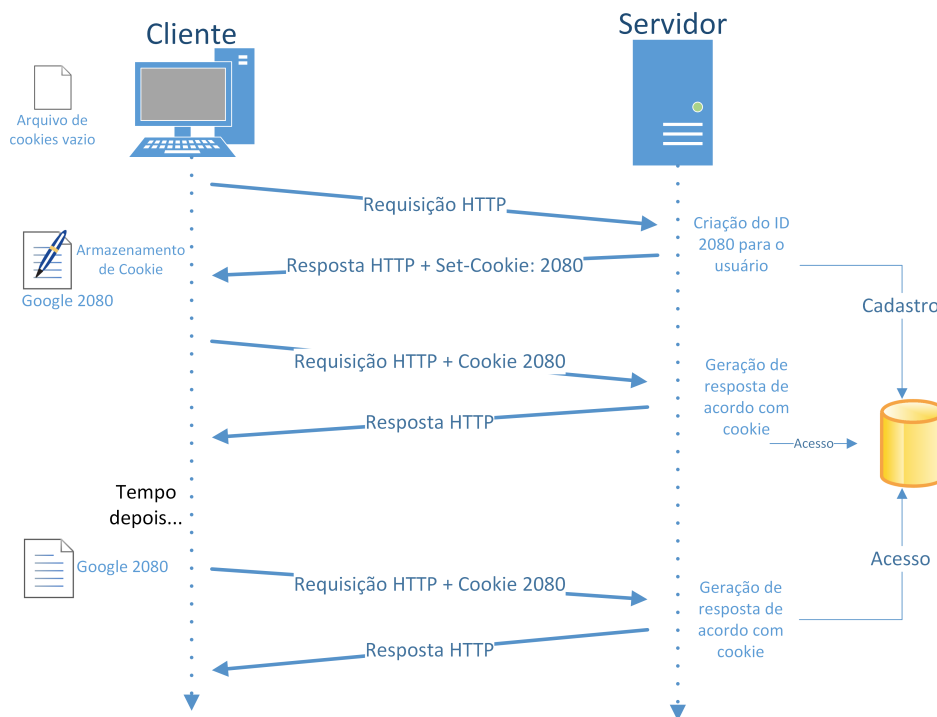 Cliente
Servidor
Arquivo de
cookies vazio
Requisição HTTP
Criação do ID
2080 para o
usuário
Armazenamento
de Cookie
Google 2080
Resposta HTTP + Set-Cookie: 2080
Cadastro
Requisição HTTP + Cookie 2080
Geração de
resposta de
acordo com
cookie
Resposta HTTP
Acesso
Tempo
depois...
Google 2080
Requisição HTTP + Cookie 2080
Acesso
Geração de
resposta de
acordo com
cookie
Resposta HTTP